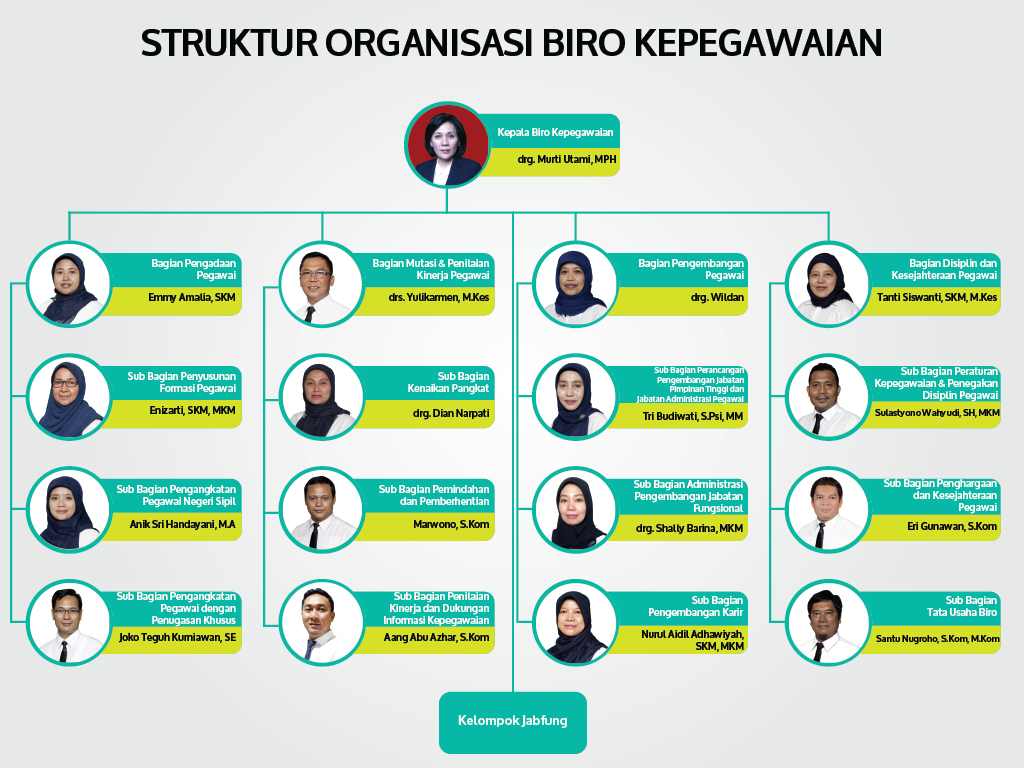 STRUKTUR ORGANISASI BIRO KEPEGAWAIAN
Kepala Biro Kepegawaian
drg. Murti Utami, MPH
Bagian Pengadaan
Pegawai
Emmy Amalia, SKM
Bagian Mutasi & Penilaian
Kinerja Pegawai
drs. Yulikarmen, M.Kes
Bagian Pengembangan
Pegawai
drg. Wildan
Bagian Disiplin dan
Kesejahteraan Pegawai
Tanti Siswanti, SKM, M.Kes
Sub Bagian Penyusunan
Formasi Pegawai
Enizarti, SKM, MKM
Sub Bagian
Kenaikan Pangkat
drg. Dian Narpati
Sub Bagian Perancangan
Pengembangan Jabatan
Pimpinan Tinggi dan
Jabatan Administrasi Pegawai
Tri Budiwati, S.Psi, MM
Sub Bagian Peraturan
Kepegawaian & Penegakan
Disiplin Pegawai
Sulastyono Wahyudi, SH, MKM
Sub Bagian Pengangkatan
Pegawai Negeri Sipil
Anik Sri Handayani, M.A
Sub Bagian Pemindahan
dan Pemberhentian
Marwono, S.Kom
Sub Bagian Administrasi
Pengembangan Jabatan
Fungsional
drg. Shally Barina, MKM
Sub Bagian Penghargaan
dan Kesejahteraan
Pegawai
Eri Gunawan, S.Kom
Sub Bagian Pengangkatan
Pegawai dengan
Penugasan Khusus
Joko Teguh Kurniawan, SE
Sub Bagian Penilaian
Kinerja dan Dukungan
Informasi Kepegawaian
Aang Abu Azhar, S.Kom
Sub Bagian
Pengembangan Karir
Nurul Aidil Adhawiyah,
SKM, MKM
Sub Bagian
Tata Usaha Biro
Santu Nugroho, S.Kom, M.Kom
Kelompok Jabfung